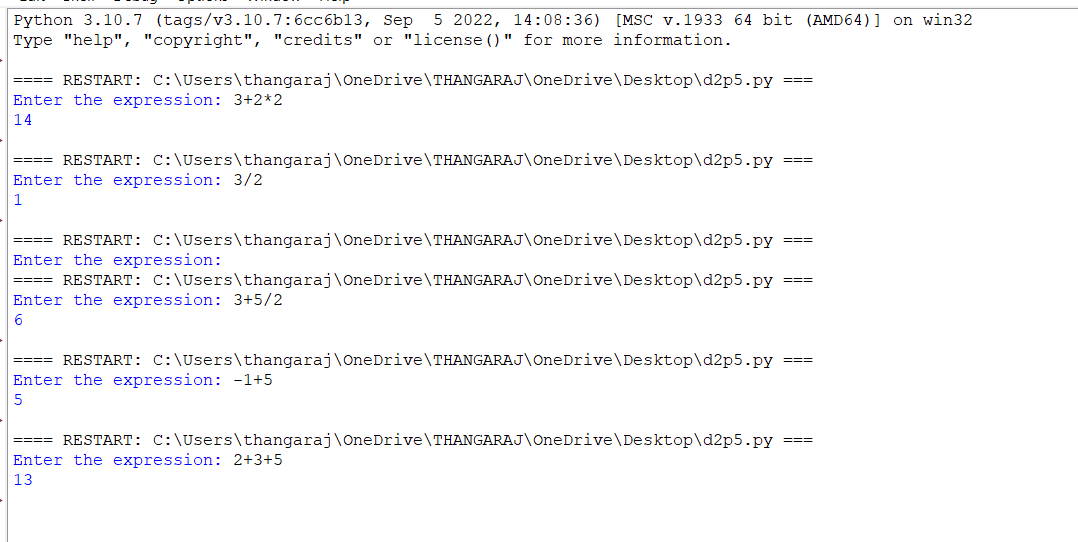 Python 3.10.7 (tags/v3.10.7:6cc6b13, Sep  5 2022, 14:08:36) [MSC v.1933 64 bit (AMD64)] on win32
Type "help", "copyright", "credits" or "license()" for more information.
==== RESTART: C:\Users\thangaraj\OneDrive\THANGARAJ\OneDrive\Desktop\d2p5.py ===
Enter the expression: 3+2*2
14
==== RESTART: C:\Users\thangaraj\OneDrive\THANGARAJ\OneDrive\Desktop\d2p5.py ===
Enter the expression: 3/2
1
==== RESTART: C:\Users\thangaraj\OneDrive\THANGARAJ\OneDrive\Desktop\d2p5.py ===
Enter the expression:
==== RESTART: C:\Users\thangaraj\OneDrive\THANGARAJ\OneDrive\Desktop\d2p5.py ===
Enter the expression: 3+5/2
6
==== RESTART: C:\Users\thangaraj\OneDrive\THANGARAJ\OneDrive\Desktop\d2p5.py ===
Enter the expression: -1+5
5
==== RESTART: C:\Users\thangaraj\OneDrive\THANGARAJ\OneDrive\Desktop\d2p5.py ===
Enter the expression: 2+3+5
13